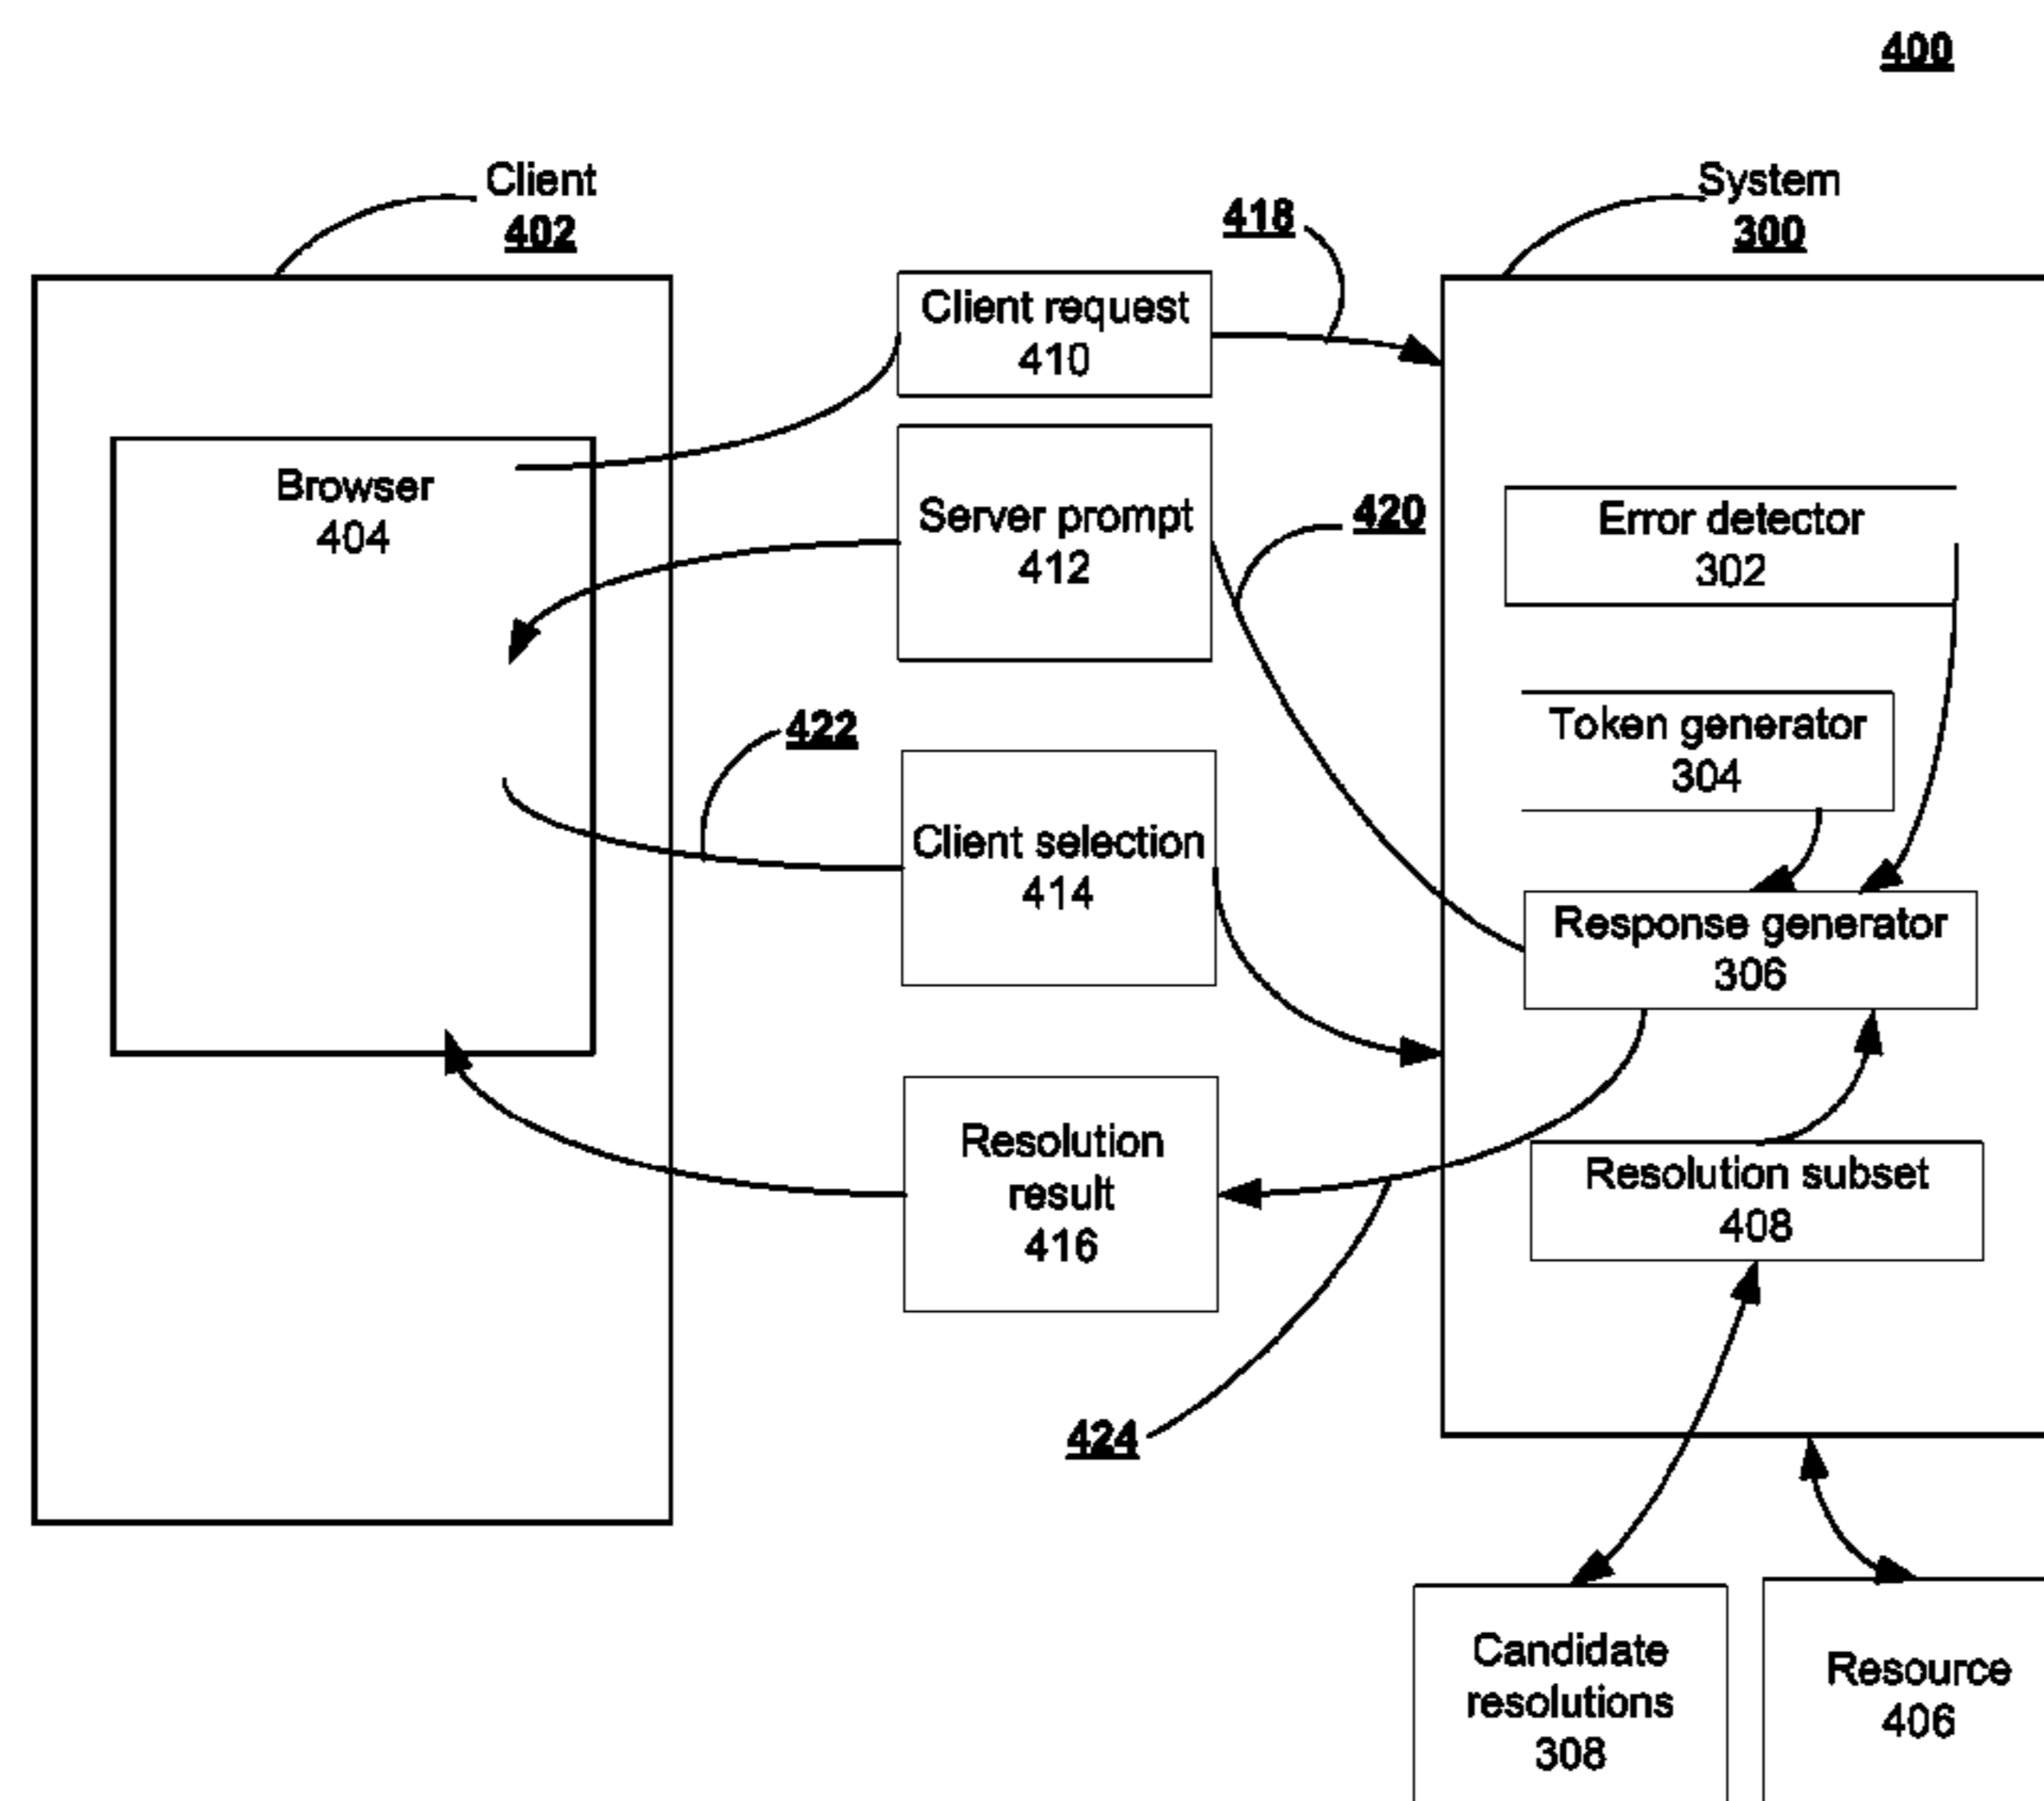 400
Client
402
System
300
418
Client request
410
Browser
404
Server prompt
412
420
Error detector
302
Token generator
304
422
Client selection
414
Response generator
306
Resolution
result
416
Resolution subset
408
424
Candidate
resolutions
308
Resource
406